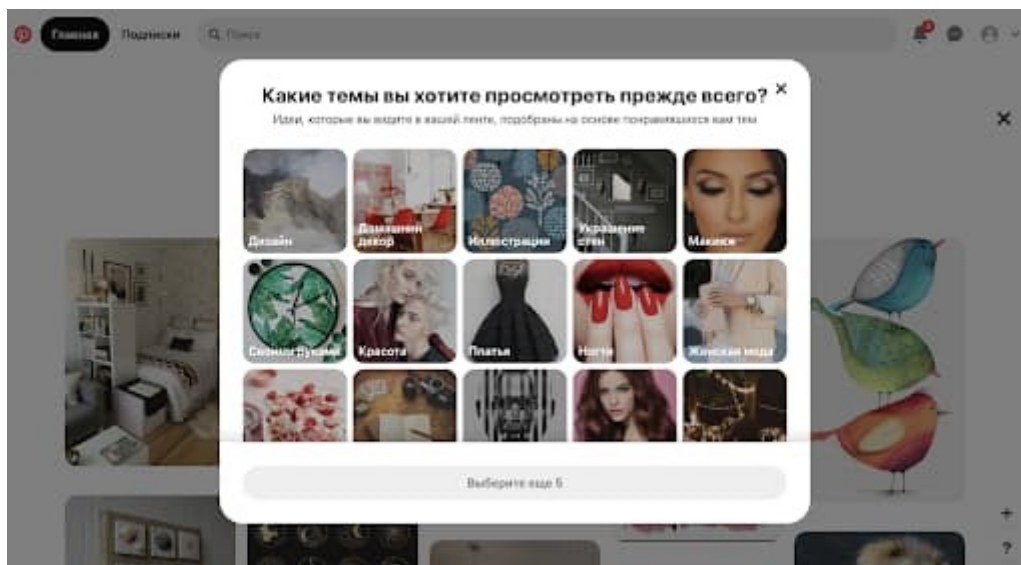 Главная
Подписки
Поиск
Какие темы вы хотите просмотреть прежде всего?
Идеи, которые вы видите в вашей ленте, подобраны на основе понравившихся вам тем
Дизайн
Домашний
декор
Иллюстрации
Украшение
стен
Макияж
Своими руками
Красота
Платья
Ногти
Женская мода
Выберите еще 5
?